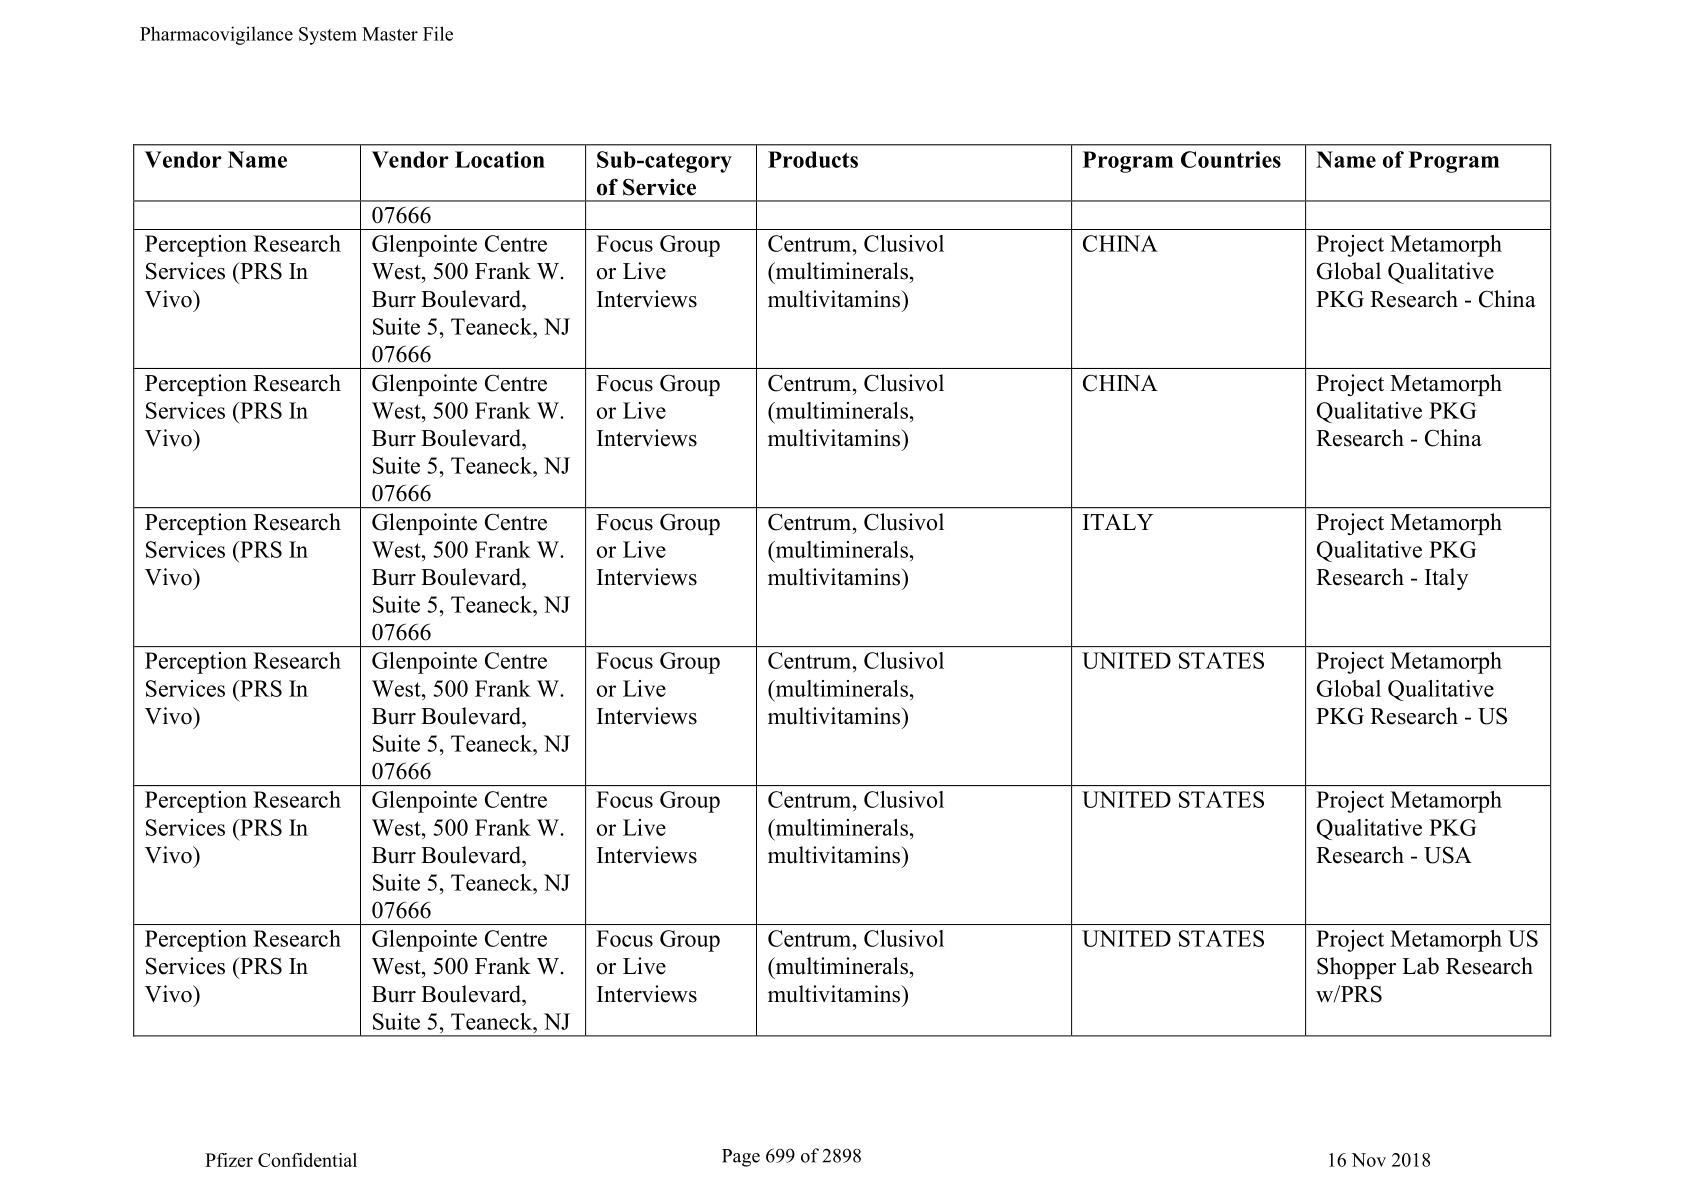 Pharmacovigilance System Master File
Vendor Name
Vendor Location
Sub-category
of Service
Products
Program Countries
Name of Program
07666
Perception Research
Services (PRS In
Vivo)
Glenpointe Centre
West, 500 Frank W.
Burr Boulevard,
Suite 5, Teaneck, NJ
07666
Focus Group
or Live
Interviews
Centrum, Clusivol
(multiminerals,
multivitamins)
CHINA
Project Metamorph
Global Qualitative
PKG Research - China
Perception Research
Services (PRS In
Vivo)
Glenpointe Centre
West, 500 Frank W.
Burr Boulevard,
Suite 5, Teaneck, NJ
07666
Focus Group
or Live
Interviews
Centrum, Clusivol
(multiminerals,
multivitamins)
CHINA
Project Metamorph
Qualitative PKG
Research - China
Perception Research
Services (PRS In
Vivo)
Glenpointe Centre
West, 500 Frank W.
Burr Boulevard,
Suite 5, Teaneck, NJ
07666
Focus Group
or Live
Interviews
Centrum, Clusivol
(multiminerals,
multivitamins)
ITALY
Project Metamorph
Qualitative PKG
Research - Italy
Perception Research
Services (PRS In
Vivo)
Glenpointe Centre
West, 500 Frank W.
Burr Boulevard,
Suite 5, Teaneck, NJ
07666
Focus Group
or Live
Interviews
Centrum, Clusivol
(multiminerals,
multivitamins)
UNITED STATES
Project Metamorph
Global Qualitative
PKG Research - US
Perception Research
Services (PRS In
Vivo)
Glenpointe Centre
West, 500 Frank W.
Burr Boulevard,
Suite 5, Teaneck, NJ
07666
Focus Group
or Live
Interviews
Centrum, Clusivol
(multiminerals,
multivitamins)
UNITED STATES
Project Metamorph
Qualitative PKG
Research - USA
Perception Research
Services (PRS In
Vivo)
Glenpointe Centre
West, 500 Frank W.
Burr Boulevard,
Suite 5, Teaneck, NJ
Focus Group
or Live
Interviews
Centrum, Clusivol
(multiminerals,
multivitamins)
UNITED STATES
Project Metamorph US
Shopper Lab Research
w/PRS
Pfizer Confidential
Page 699 of 2898
16 Nov 2018